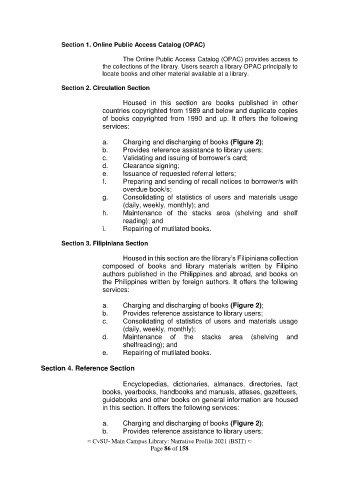 Section 1. Online Public Access Catalog (OPAC)
The Online Public Access Catalog (OPAC) provides access to
the collections of the library. Users search a library OPAC principally to
locate books and other material available at a library.
Section 2. Circulation Section
Housed in this section are books published in other
countries copyrighted from 1989 and below and duplicate copies
of books copyrighted from 1990 and up. It offers the following
services:
a. Charging and discharging of books (Figure 2);
b. Provides reference assistance to library users;
c. Validating and issuing of borrower's card;
d. Clearance signing;
e. Issuance of requested referral letters;
f. Preparing and sending of recall notices to borrower/s with
overdue book/s;
g. Consolidating of statistics of users and materials usage
(daily, weekly, monthly); and
h. Maintenance of the stacks area (shelving and shelf
reading); and
i. Repairing of mutilated books.
Section 3. Filipiniana Section
Housed in this section are the library's Filipiniana collection
composed of books and library materials written by Filipino
authors published in the Philippines and abroad, and books on
the Philippines written by foreign authors. It offers the following
services:
a. Charging and discharging of books (Figure 2);
b. Provides reference assistance to library users;
c. Consolidating of statistics of users and materials usage
(daily, weekly, monthly);
d. Maintenance of the stacks area (shelving and
shelfreading); and
e. Repairing of mutilated books.
Section 4. Reference Section
Encyclopedias, dictionaries, almanacs, directories, fact
books, yearbooks, handbooks and manuals, atlases, gazetteers,
guidebooks and other books on general information are housed
in this section. It offers the following services:
a. Charging and discharging of books (Figure 2);
b. Provides reference assistance to library users;
≈ CvSU- Main Campus Library: Narrative Profile 2021 (BSIT) ≈
Page 86 of 158